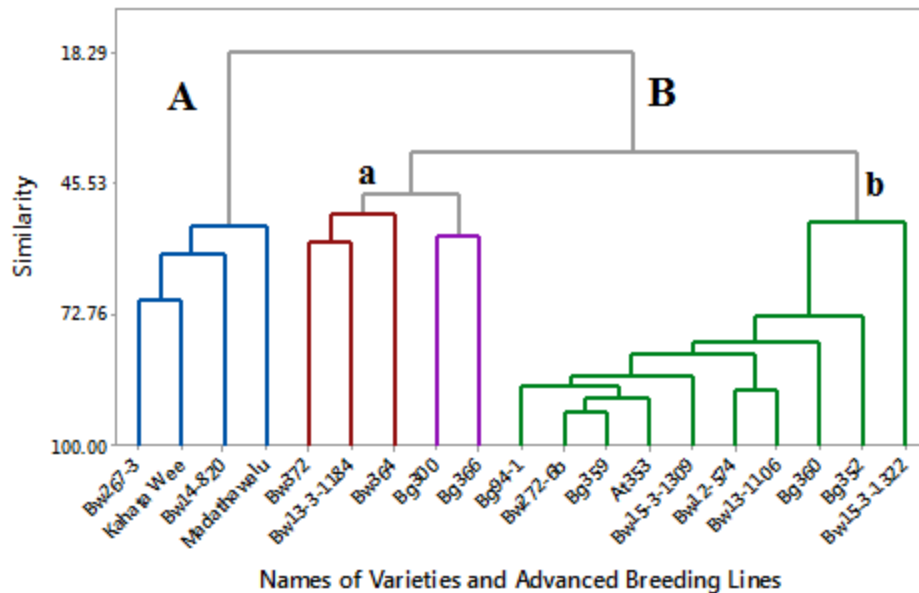 18.29
A
B
a
45.53
b
Similarity
72.76
100.00
Bw267-3
Kahata Wee
Bw14-820
Madathawalu
Bw372
Bw13-3-1184
Bw364
Bg300
Bg366
Bg94-1
Bw272-6b
Bg359
At353
Bw15-3-1309
Bw12-574
Bw13-1106
Bg360
Bg352
Bw15-3-1322
Names of Varieties and Advanced Breeding Lines